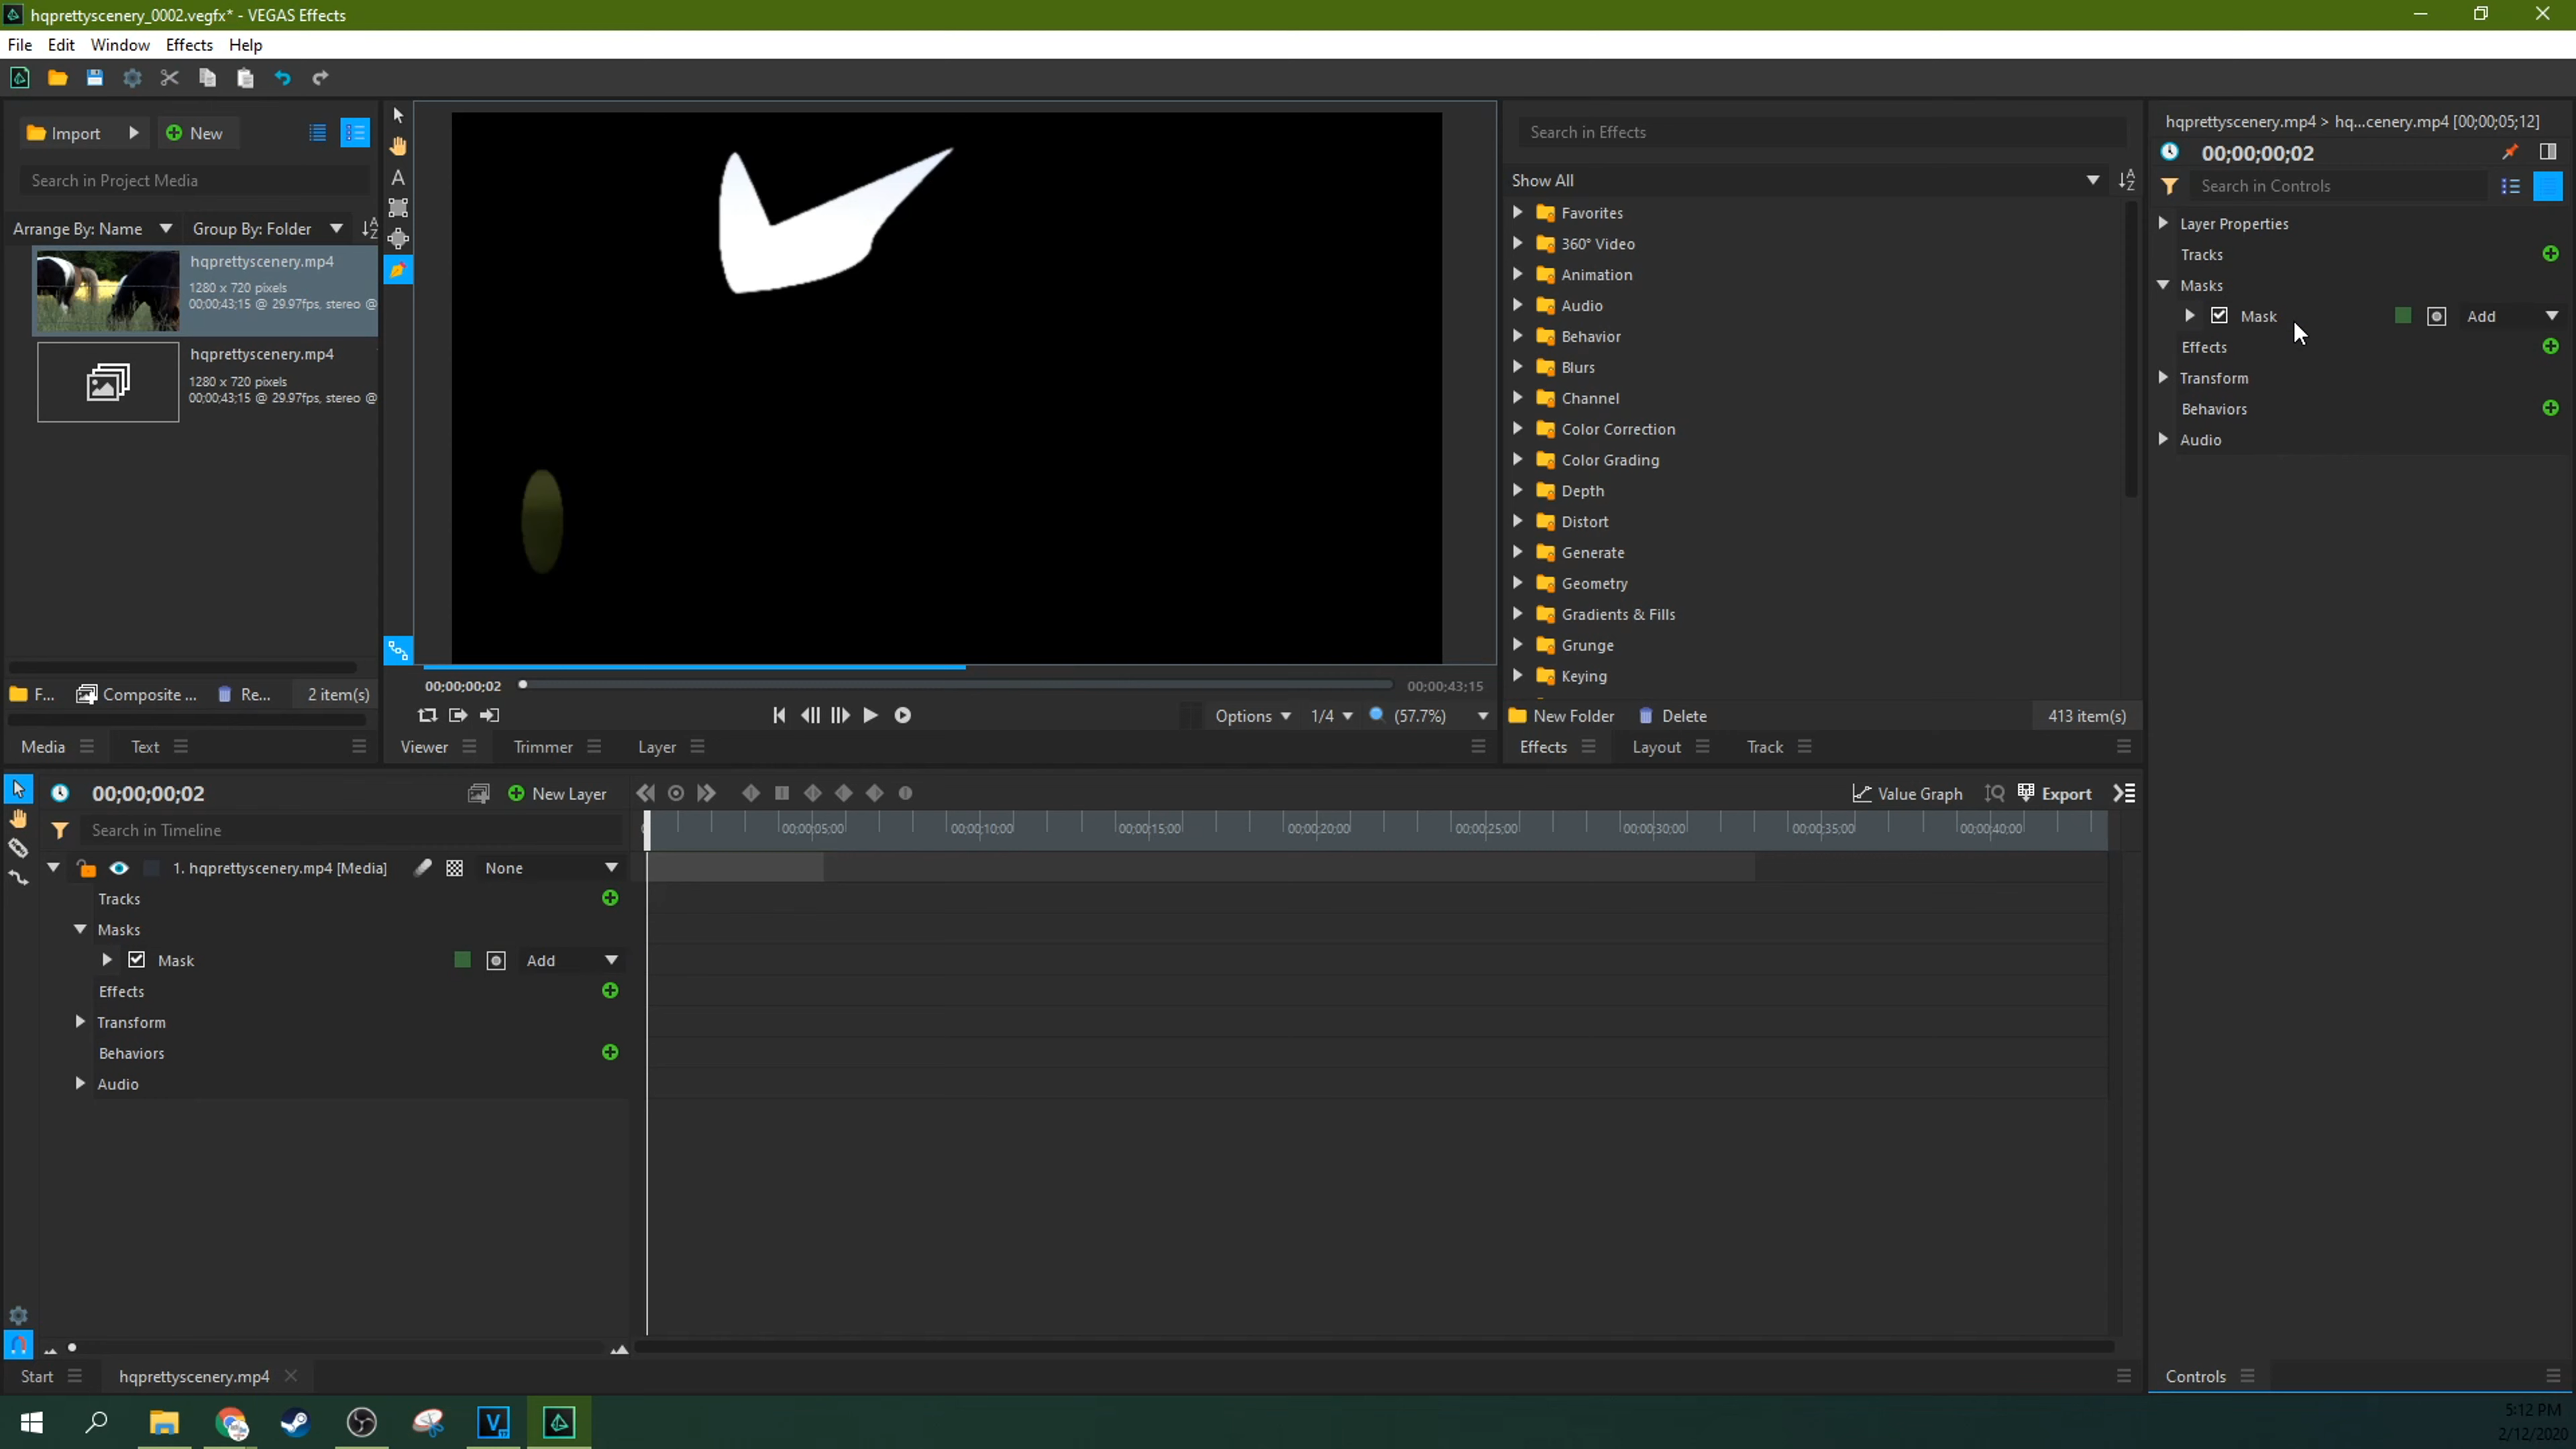 hqprettyscenery_0002.vegfx* - VEGAS Effects
File Edit Window Effects Help
Import New
Search in Project Media
Arrange By: Name Group By: Folder
hqprettyscenery.mp4
1280 x 720 pixels
00;00;43;15 @ 29.97fps, stereo @
hqprettyscenery.mp4
1280 x 720 pixels
00;00;43;15 @ 29.97fps, stereo @
F... Composite ... Re... 2 item(s)
Media Text
A
00;00;00;02 00;00;43;15
Options 1/4 (57.7%)
Viewer Trimmer Layer
Search in Effects
Show All
Favorites
360° Video
Animation
Audio
Behavior
Blurs
Channel
Color Correction
Color Grading
Depth
Distort
Generate
Geometry
Gradients & Fills
Grunge
Keying
New Folder Delete 413 item(s)
Effects Layout Track
hqprettyscenery.mp4 > hq...cenery.mp4 [00;00;05;12]
00;00;00;02
Search in Controls
Layer Properties
Tracks
Masks
Mask Add
Effects
Transform
Behaviors
Audio
Controls
00;00;00;02 New Layer Value Graph Export
Search in Timeline
00;00;05;00 00;00;10;00 00;00;15;00 00;00;20;00 00;00;25;00 00;00;30;00 00;00;35;00 00;00;40;00
1. hqprettyscenery.mp4 [Media] None
Tracks
Masks
Mask Add
Effects
Transform
Behaviors
Audio
Start hqprettyscenery.mp4
5:12 PM
2/12/2020